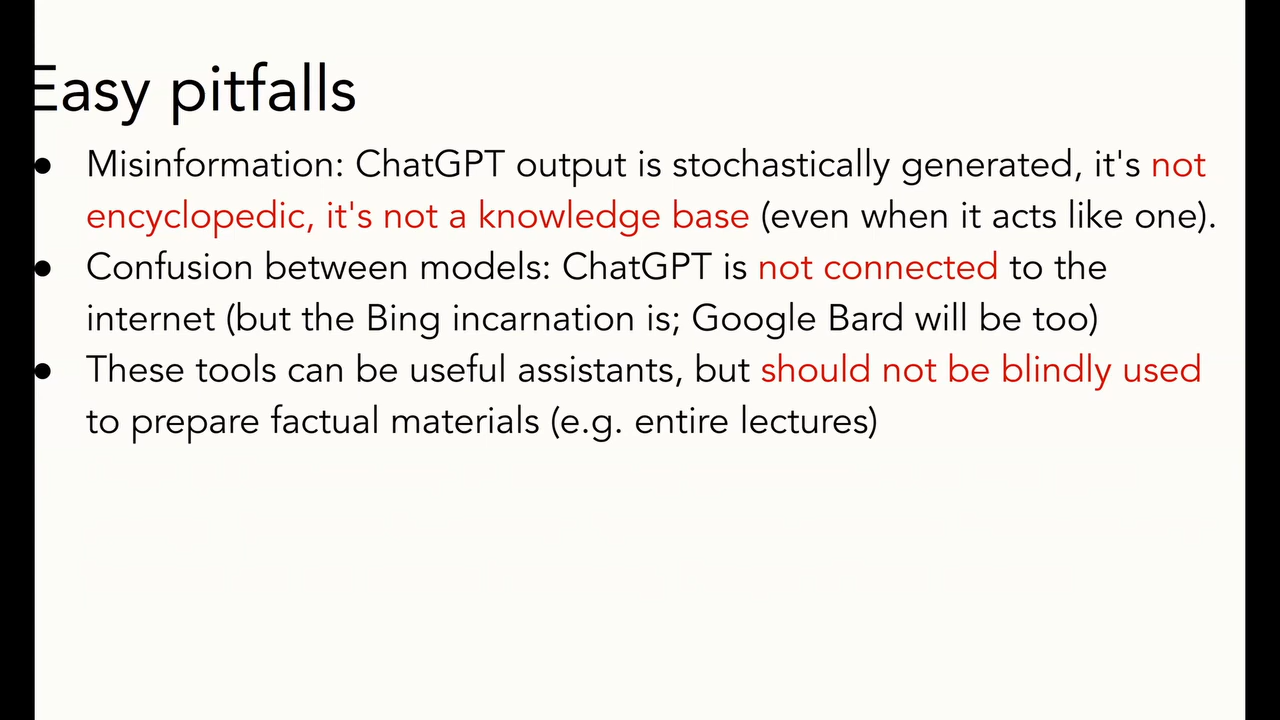 Easy pitfalls
● Misinformation: ChatGPT output is stochastically generated, it's not
encyclopedic, it's not a knowledge base (even when it acts like one).
● Confusion between models: ChatGPT is not connected to the
internet (but the Bing incarnation is; Google Bard will be too)
● These tools can be useful assistants, but should not be blindly used
to prepare factual materials (e.g. entire lectures)